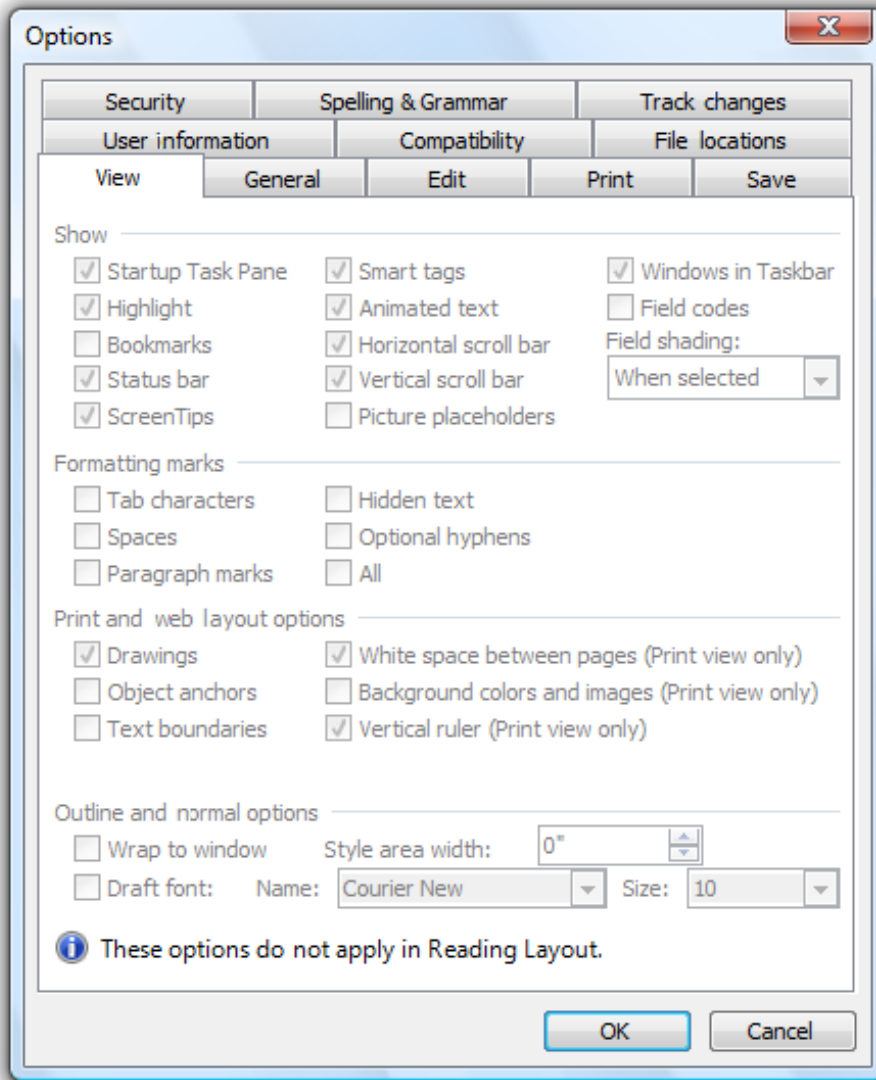 Options
Security Spelling & Grammar Track changes
User information Compatibility File locations
View General Edit Print Save
Show
Startup Task Pane Smart tags Windows in Taskbar
Highlight Animated text Field codes
Bookmarks Horizontal scroll bar Field shading:
Status bar Vertical scroll bar When selected
ScreenTips Picture placeholders
Formatting marks
Tab characters Hidden text
Spaces Optional hyphens
Paragraph marks All
Print and web layout options
Drawings White space between pages (Print view only)
Object anchors Background colors and images (Print view only)
Text boundaries Vertical ruler (Print view only)
Outline and normal options
Wrap to window Style area width: 0"
Draft font: Name: Courier New Size: 10
These options do not apply in Reading Layout.
OK Cancel